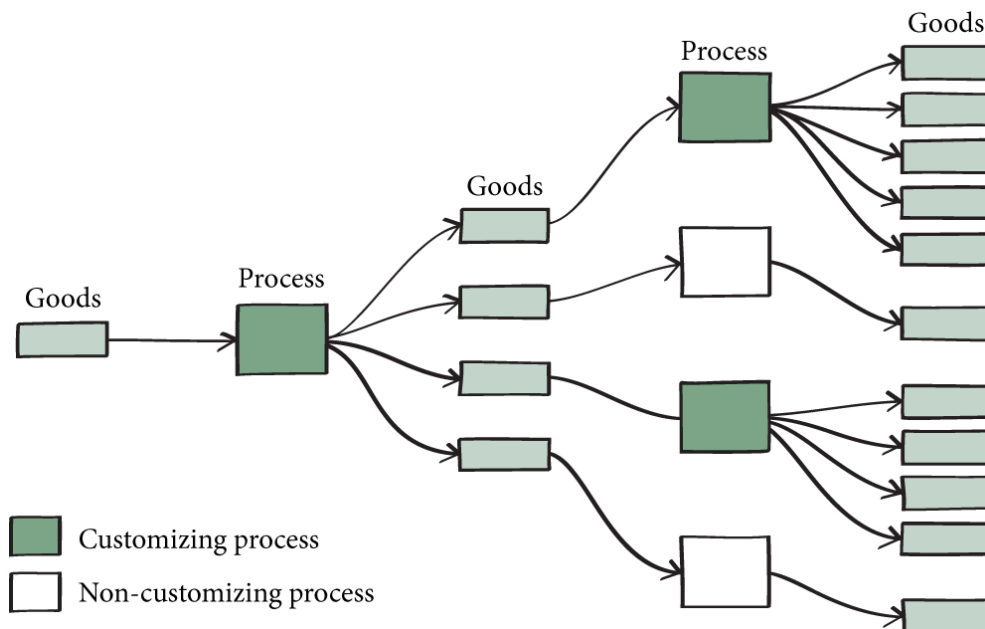 Goods
Process
Goods
Process
Goods
Customizing process
Non-customizing process